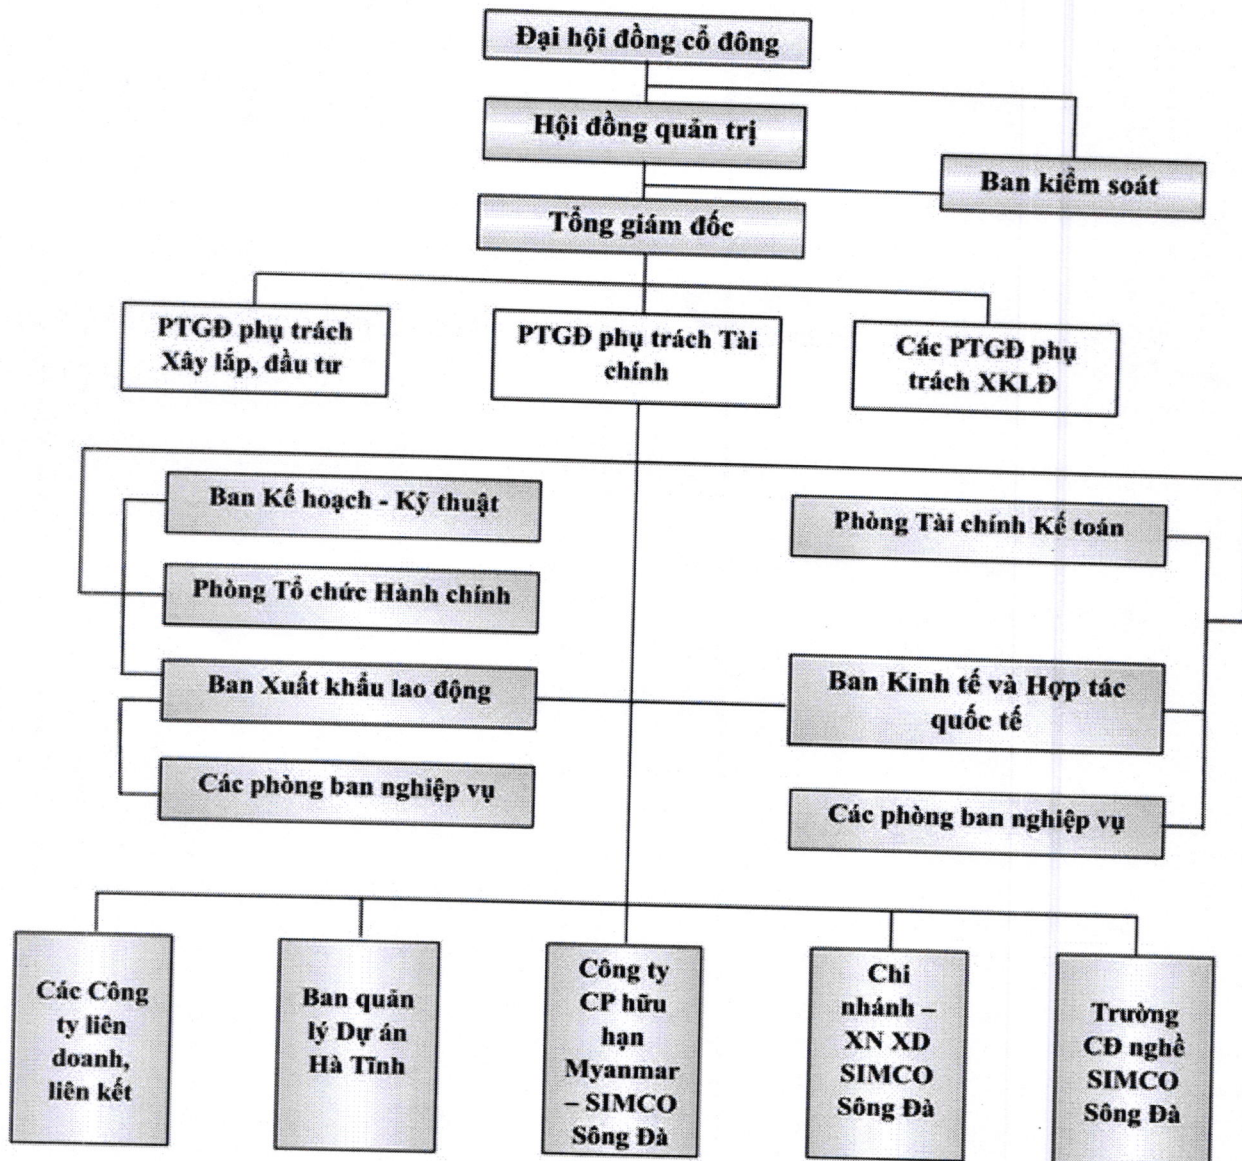 Đại hội đồng cổ đông
Hội đồng quản trị
Ban kiểm soát
Tổng giám đốc
PTGĐ phụ trách
Xây lắp, đầu tư
PTGĐ phụ trách Tài
chính
Các PTGĐ phụ
trách XKLĐ
Ban Kế hoạch - Kỹ thuật
Phòng Tài chính Kế toán
Phòng Tổ chức Hành chính
Ban Xuất khẩu lao động
Ban Kinh tế và Hợp tác
quốc tế
Các phòng ban nghiệp vụ
Các phòng ban nghiệp vụ
Các Công
ty liên
doanh,
liên kết
Ban quản
lý Dự án
Hà Tĩnh
Công ty
CP hữu
hạn
Myanmar
– SIMCO
Sông Đà
Chi
nhánh –
XN XD
SIMCO
Sông Đà
Trường
CĐ nghề
SIMCO
Sông Đà